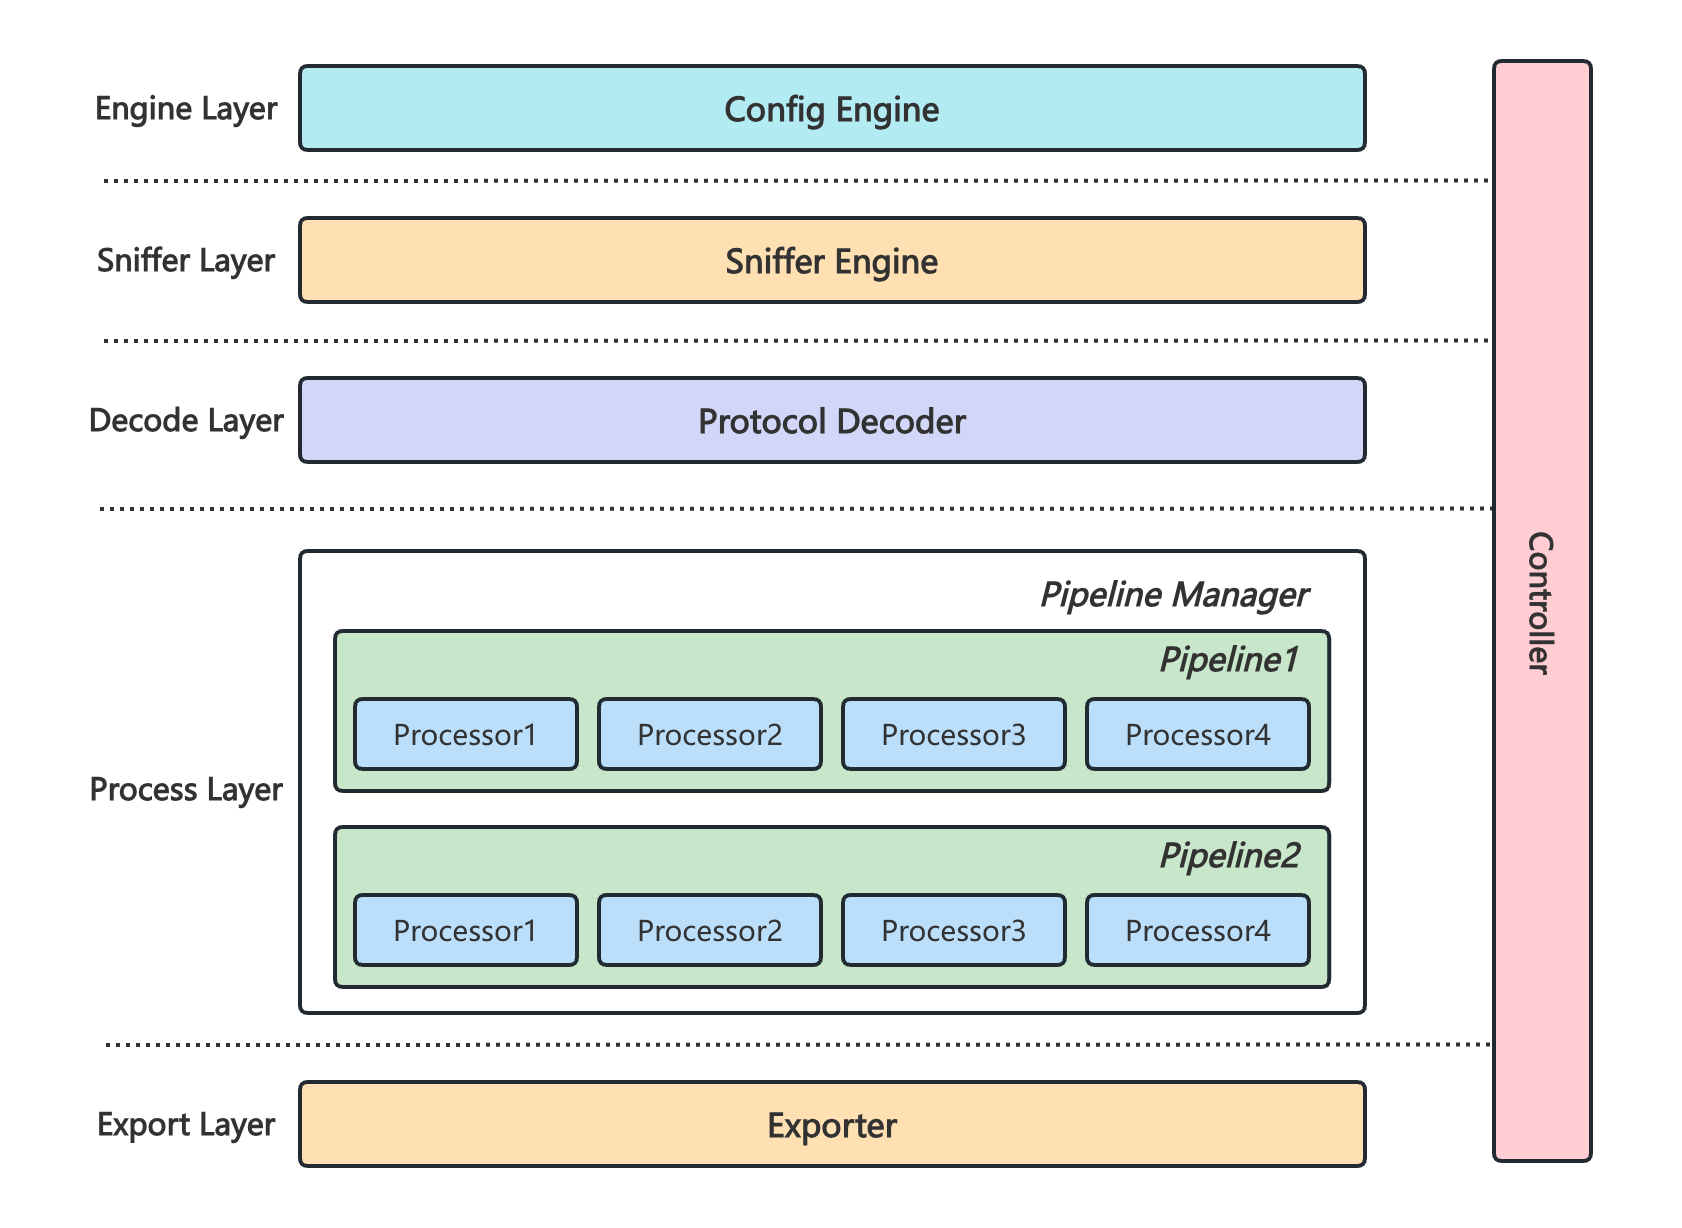 Engine Layer
Config Engine
Sniffer Layer
Sniffer Engine
Decode Layer
Protocol Decoder
Process Layer
Pipeline Manager
Pipeline1
Processor1
Processor2
Processor3
Processor4
Pipeline2
Processor1
Processor2
Processor3
Processor4
Export Layer
Exporter
Controller